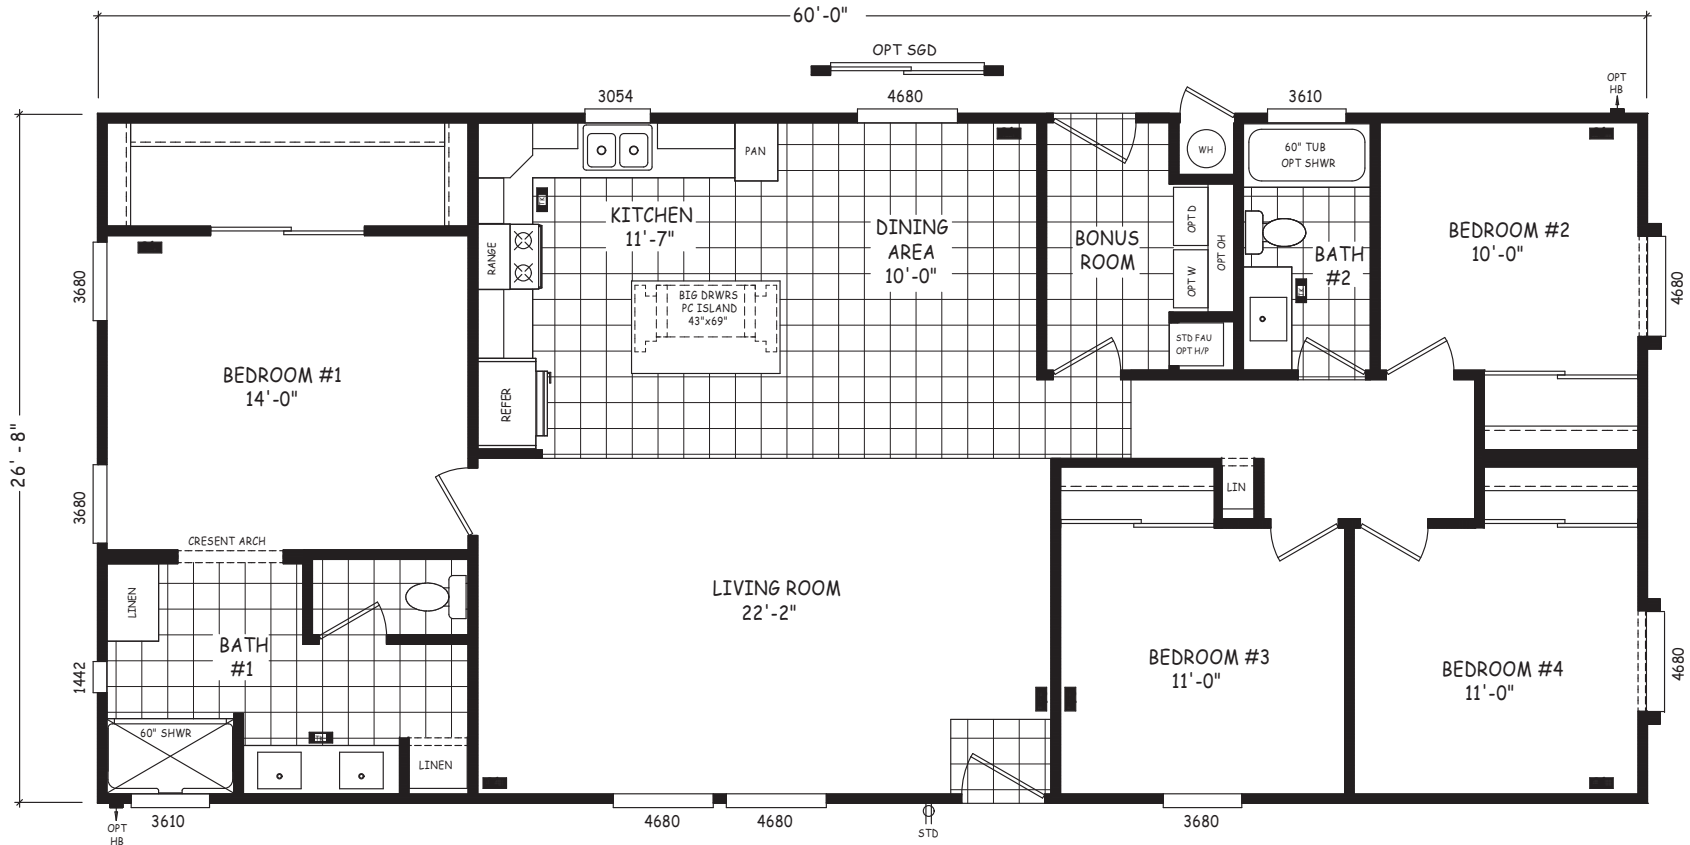 60'-0"
OPT SGD
OPT
HB
3054
4680
3610
PAN
WH
60" TUB
OPT SHWR
KITCHEN
11'-7"
DINING
AREA
10'-0"
BONUS
ROOM
OPT D
OPT OH
OPT W
BATH
#2
BEDROOM #2
10'-0"
RANGE
3680
4680
BIG DRWRS
PC ISLAND
43"x69"
STD FAU
OPT H/P
BEDROOM #1
14'-0"
REFER
26'-8"
3680
LIN
CRESENT ARCH
LINEN
LIVING ROOM
22'-2"
BATH
#1
1442
BEDROOM #3
11'-0"
BEDROOM #4
11'-0"
4680
60" SHWR
LINEN
OPT
HB
3610
4680
4680
STD
3680